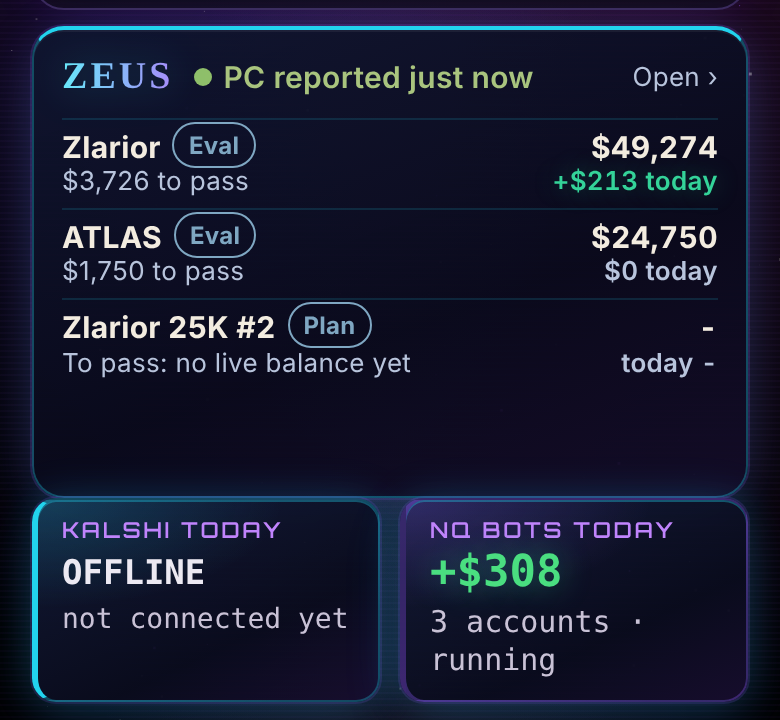 ZEUS PC reported just now Open ›
Zlarior Eval $49,274
$3,726 to pass +$213 today
ATLAS Eval $24,750
$1,750 to pass $0 today
Zlarior 25K #2 Plan -
To pass: no live balance yet today -
KALSHI TODAY
OFFLINE
not connected yet
NQ BOTS TODAY
+$308
3 accounts ·
running